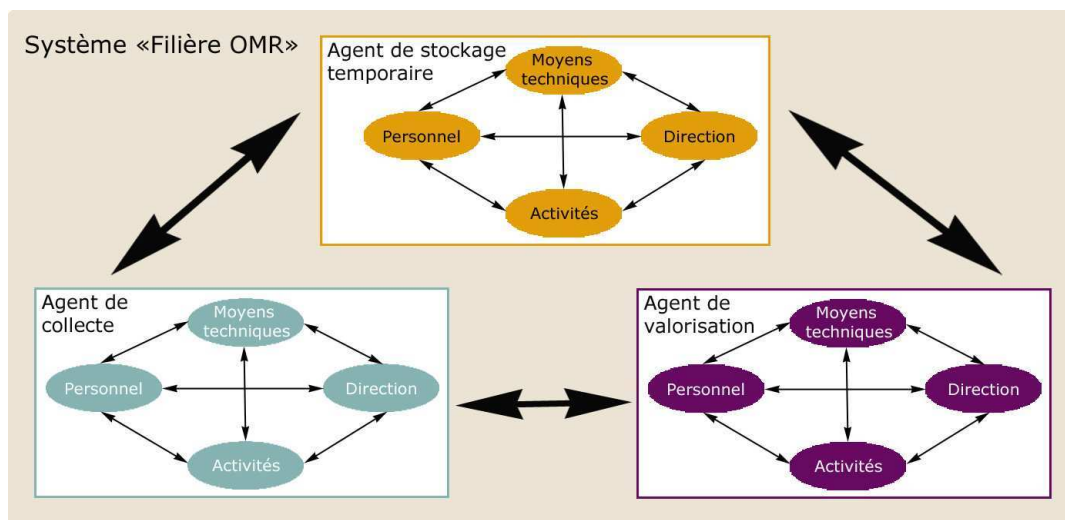 Système «Filière OMR»
Agent de stockage
temporaire
Moyens
techniques
Personnel
Direction
Activités
Agent de
collecte
Moyens
techniques
Personnel
Direction
Activités
Agent de
valorisation
Moyens
techniques
Personnel
Direction
Activités